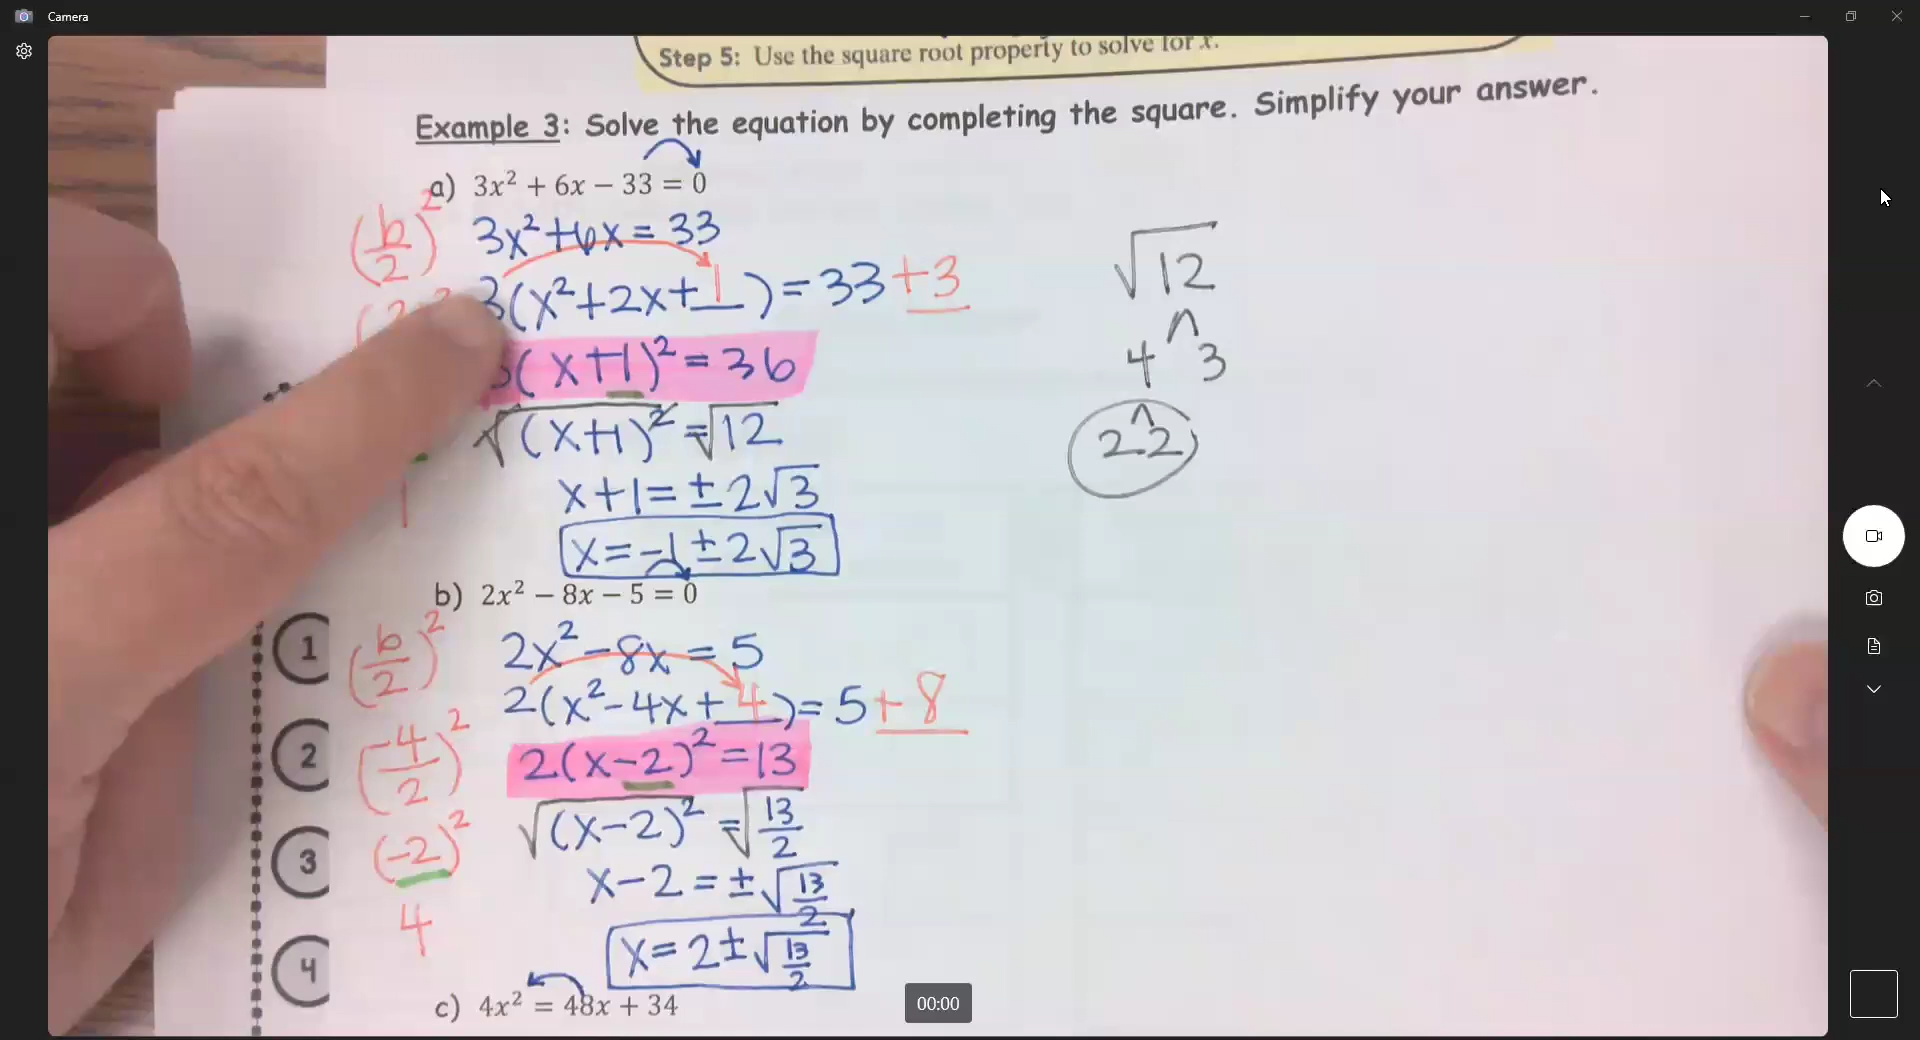 Camera
Step 5: Use the square root property to solve for x.
Example 3: Solve the equation by completing the square. Simplify your answer.
a) 3x² + 6x − 33 = 0
(b/2)²
3x²+6x = 33
3(x²+2x+1) = 33 +3
(x+1)² = 36
√(x+1)² = √12
1
x+1 = ±2√3
x = -1 ± 2√3
√12
4 3
2 2
b) 2x² − 8x − 5 = 0
1
(b/2)²
2x² - 8x = 5
2(x² - 4x + 4) = 5 + 8
2
(-4/2)²
2(x-2)² = 13
3
(-2)²
√(x-2)² = √13/2
x-2 = ±√13/2
4
4
x = 2 ± √13/2
c) 4x² = 48x + 34
00:00